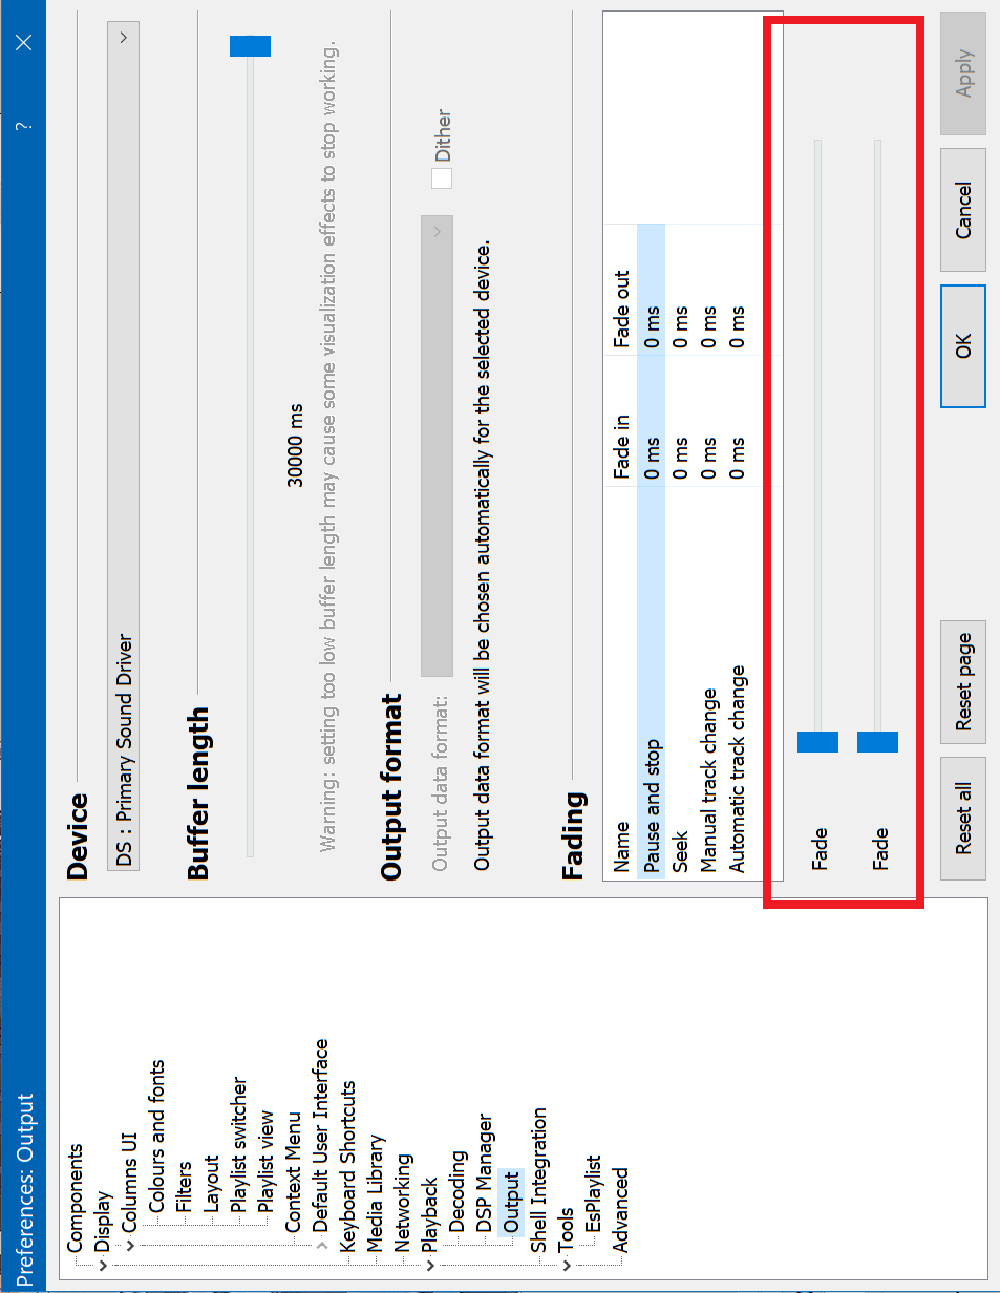 Preferences: Output
?
Components
Display
Columns UI
Colours and fonts
Filters
Layout
Playlist switcher
Playlist view
Context Menu
Default User Interface
Keyboard Shortcuts
Media Library
Networking
Playback
Decoding
DSP Manager
Output
Shell Integration
Tools
EsPlaylist
Advanced
Device
DS : Primary Sound Driver
Buffer length
30000 ms
Warning: setting too low buffer length may cause some visualization effects to stop working.
Output format
Output data format:
Dither
Output data format will be chosen automatically for the selected device.
Fading
Name Fade in Fade out
Pause and stop 0 ms 0 ms
Seek 0 ms 0 ms
Manual track change 0 ms 0 ms
Automatic track change 0 ms 0 ms
Fade
Fade
Reset all Reset page OK Cancel Apply